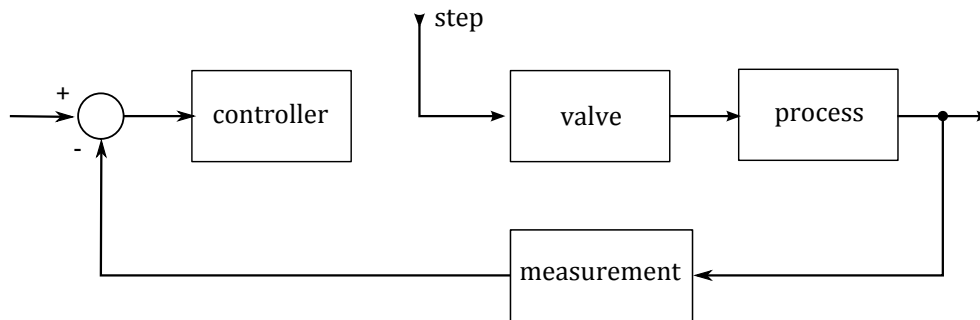 step
+
controller
valve
process
-
measurement